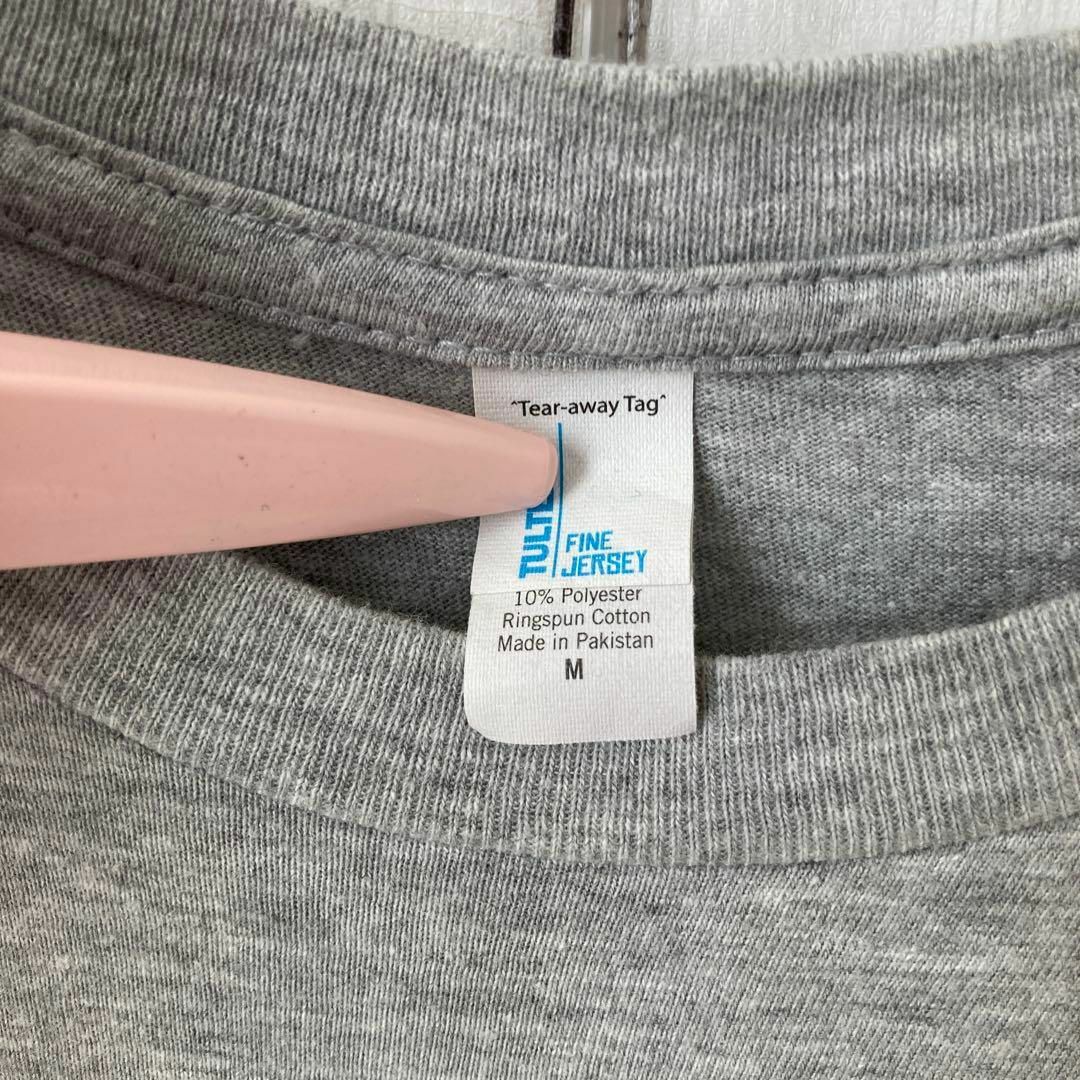 "Tear-away Tag"
FINE
JERSEY
10% Polyester
Ringspun Cotton
Made in Pakistan
M